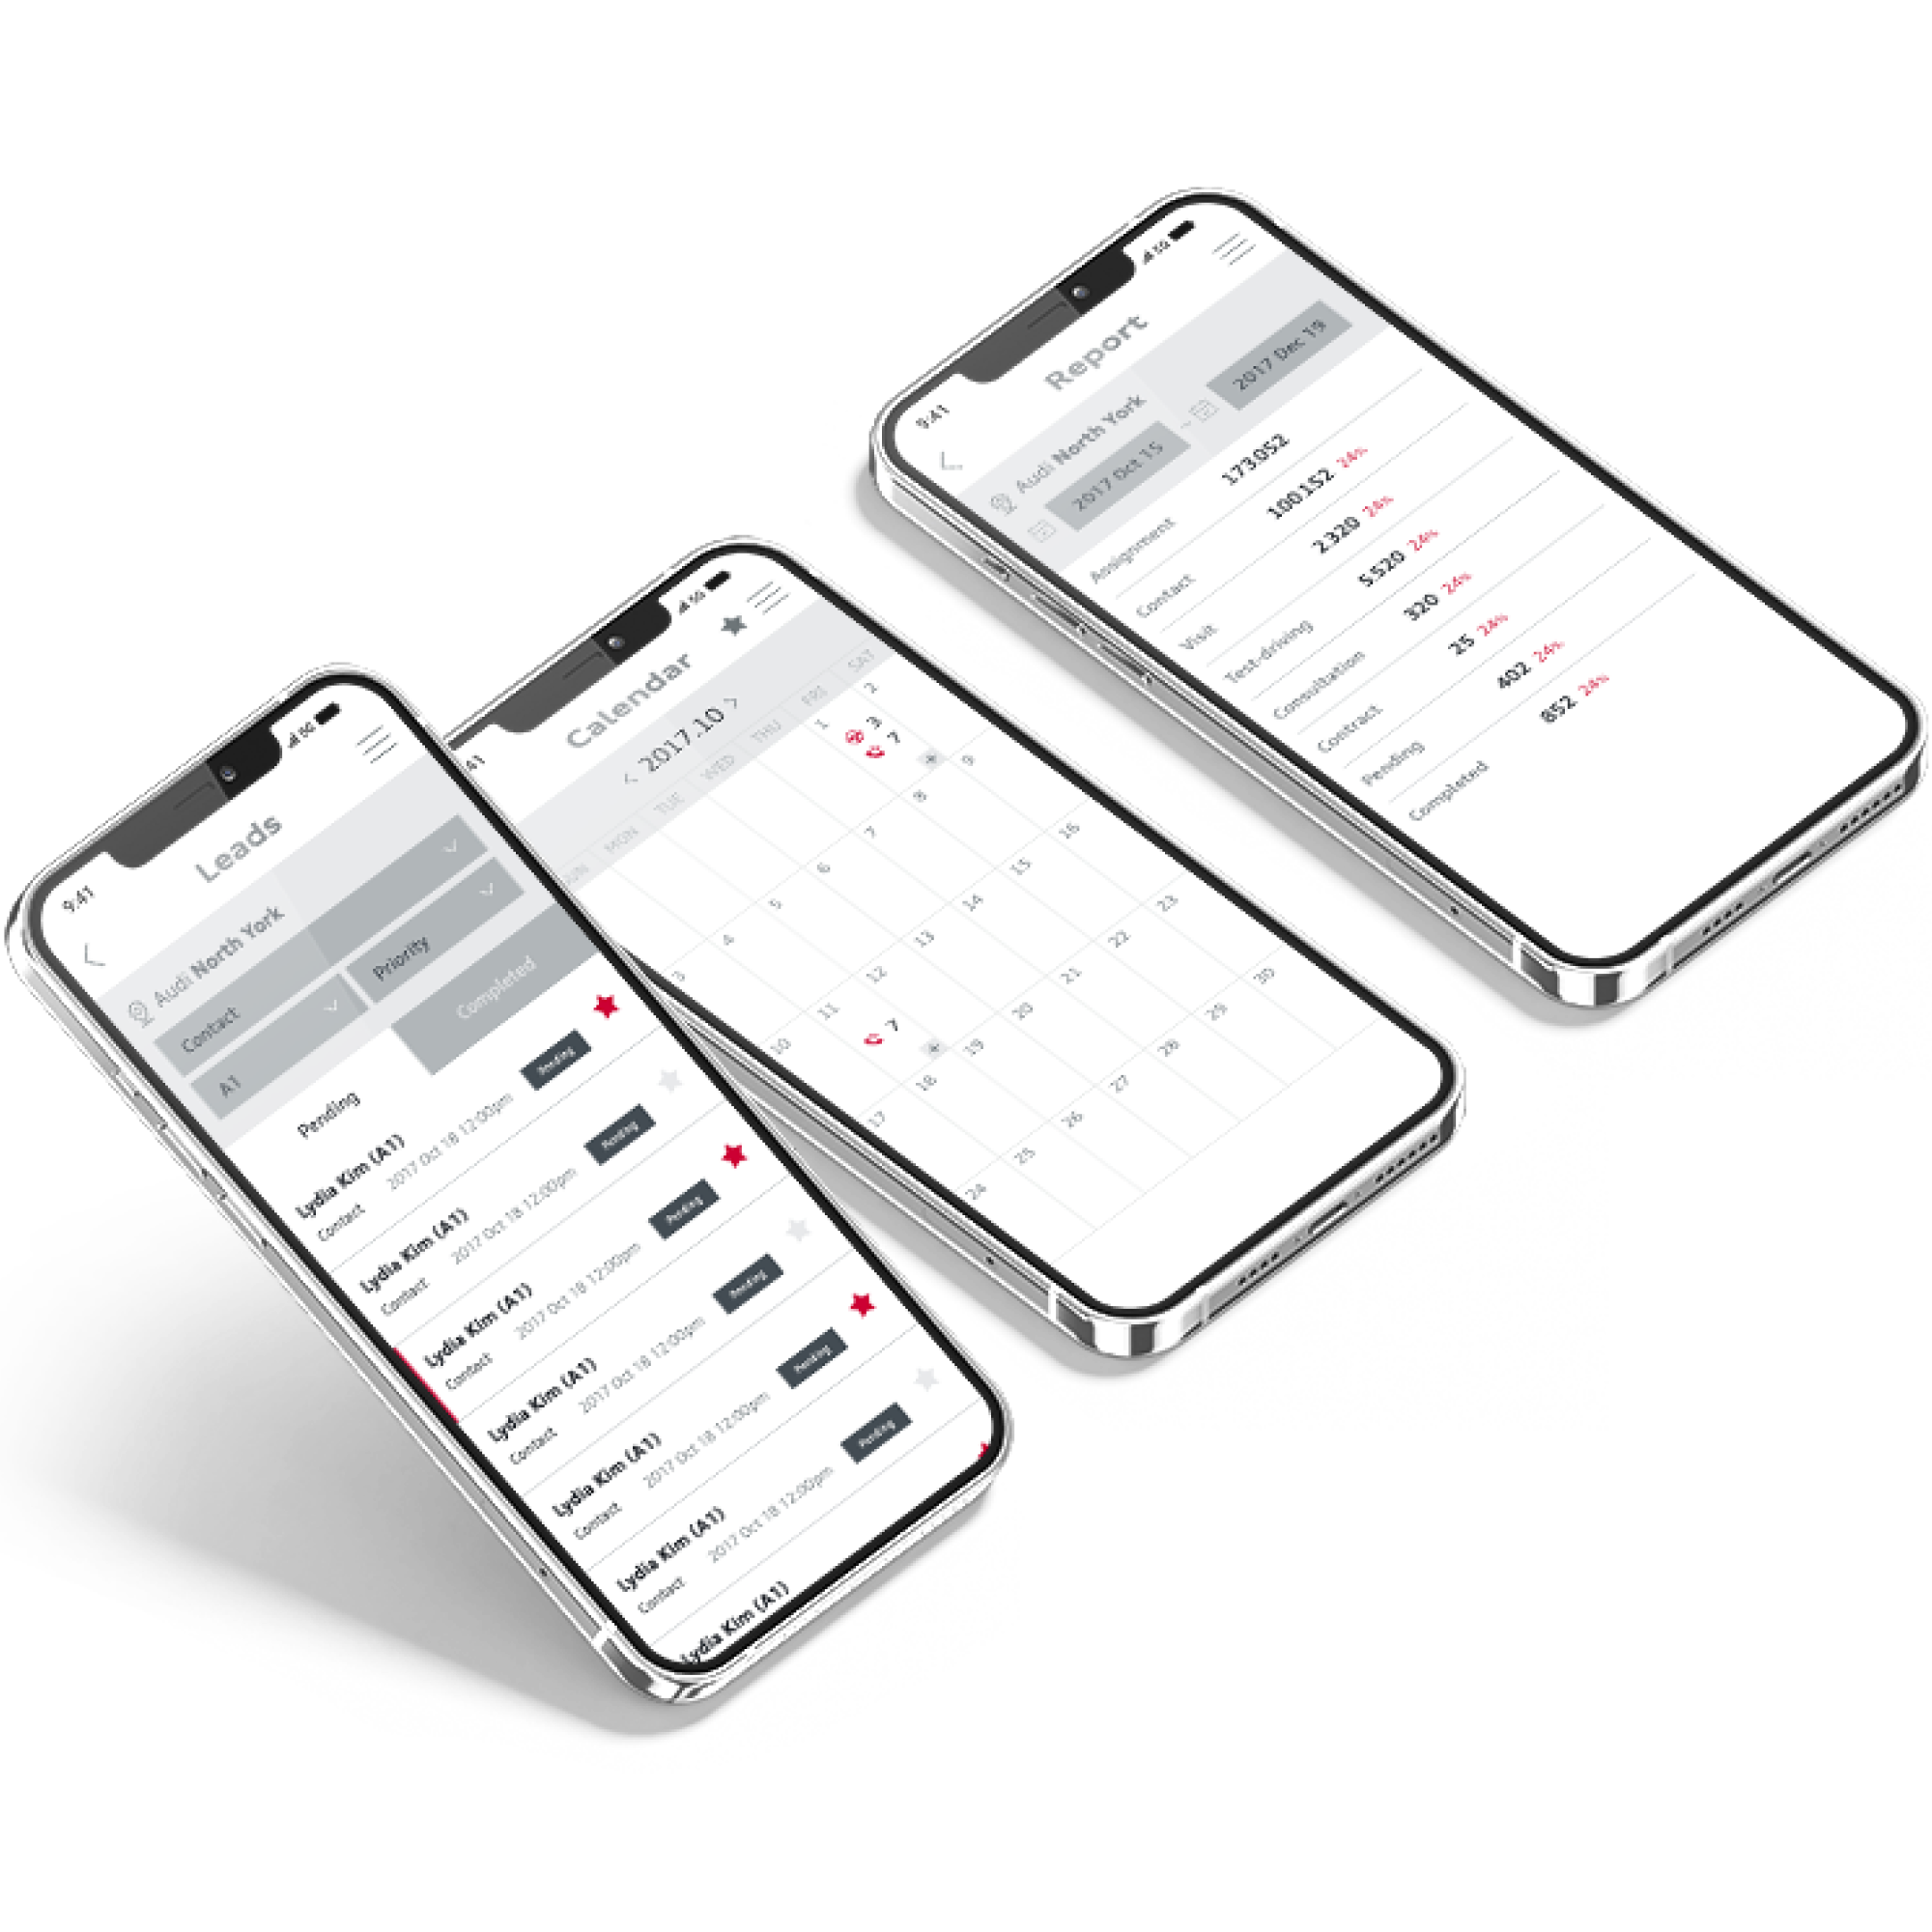 9:41
5G
Leads
Audi North York
Contact
A1
Priority
Pending
Completed
Lydia Kim (A1)
Contact
2017 Oct 18 12:00pm
Pending
Lydia Kim (A1)
Contact
2017 Oct 18 12:00pm
Pending
Lydia Kim (A1)
Contact
2017 Oct 18 12:00pm
Pending
Lydia Kim (A1)
Contact
2017 Oct 18 12:00pm
Pending
Lydia Kim (A1)
Contact
2017 Oct 18 12:00pm
Pending
Lydia Kim (A1)
Contact
2017 Oct 18 12:00pm
Pending
Lydia Kim (A1)
41
5G
Calendar
< 2017.10 >
MON TUE WED THU FRI SAT
1 2
3
7
3 4 5 6 7 8 9
10 11 12 13 14 15 16
7
17 18 19 20 21 22 23
24 25 26 27 28 29 30
9:41
5G
Report
Audi North York
2017 Oct 15 ~ 2017 Dec 19
Assignment 173052
Contact 100152 24%
Visit 2320 24%
Test-driving 5520 24%
Consultation 320 24%
Contract 25 24%
Pending 402 24%
Completed 852 24%